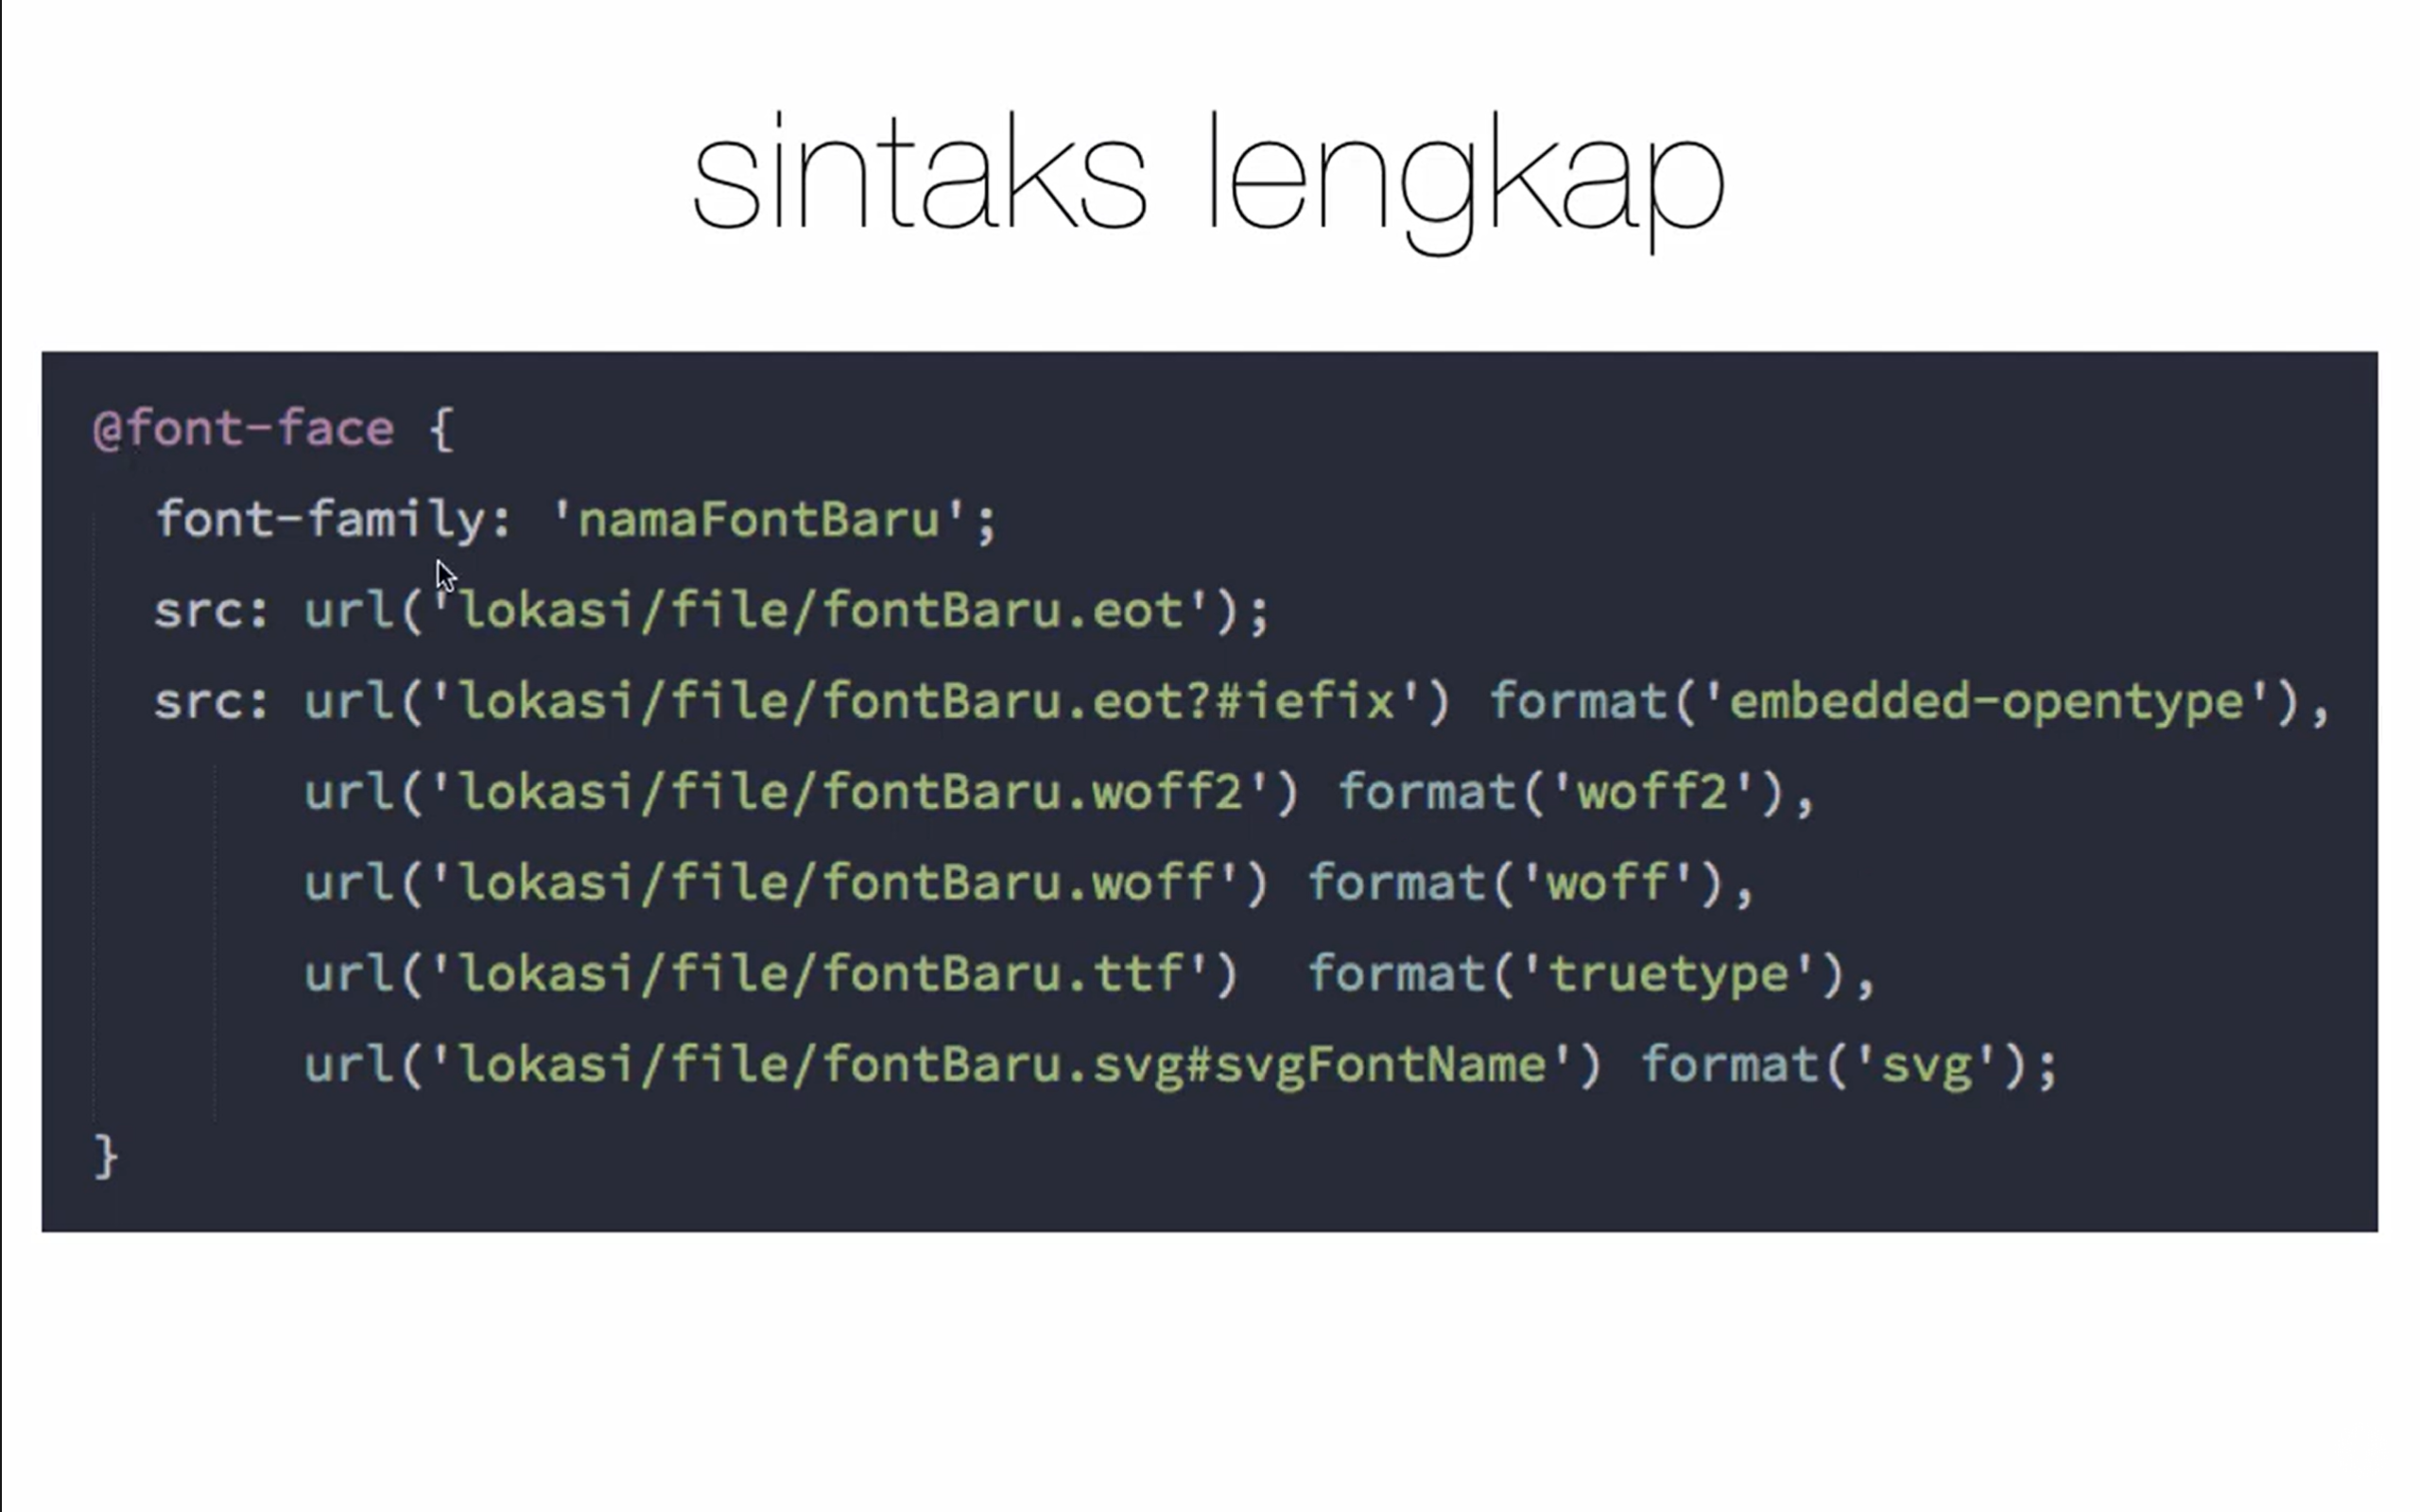 sintaks lengkap
@font-face {
font-family: 'namaFontBaru';
src: url('lokasi/file/fontBaru.eot');
src: url('lokasi/file/fontBaru.eot?#iefix') format('embedded-opentype'),
url('lokasi/file/fontBaru.woff2') format('woff2'),
url('lokasi/file/fontBaru.woff') format('woff'),
url('lokasi/file/fontBaru.ttf')  format('truetype'),
url('lokasi/file/fontBaru.svg#svgFontName') format('svg');
}